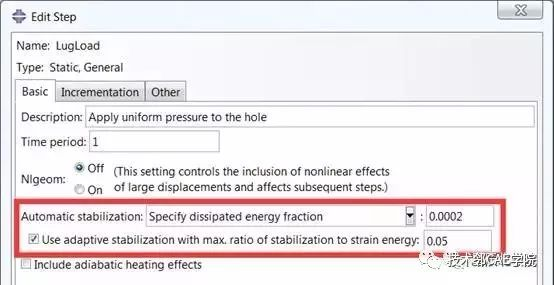 Edit Step
Name: LugLoad
Type: Static, General
Basic Incrementation Other
Description: Apply uniform pressure to the hole
Time period: 1
Nlgeom: Off (This setting controls the inclusion of nonlinear effects
On of large displacements and affects subsequent steps.)
Automatic stabilization: Specify dissipated energy fraction : 0.0002
Use adaptive stabilization with max. ratio of stabilization to strain energy: 0.05
Include adiabatic heating effects
技术邻CAE学院